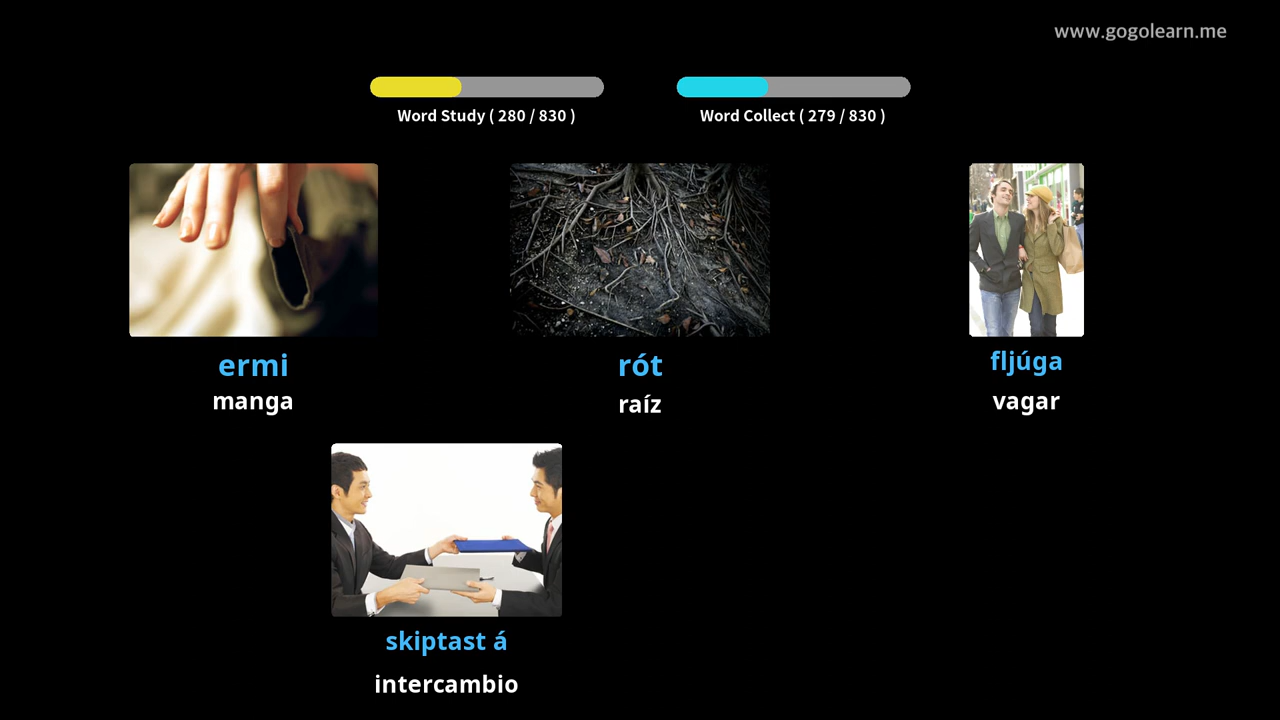 www.gogolearn.me
Word Study ( 280 / 830 )
Word Collect ( 279 / 830 )
ermi
manga
rót
raíz
fljúga
vagar
skiptast á
intercambio